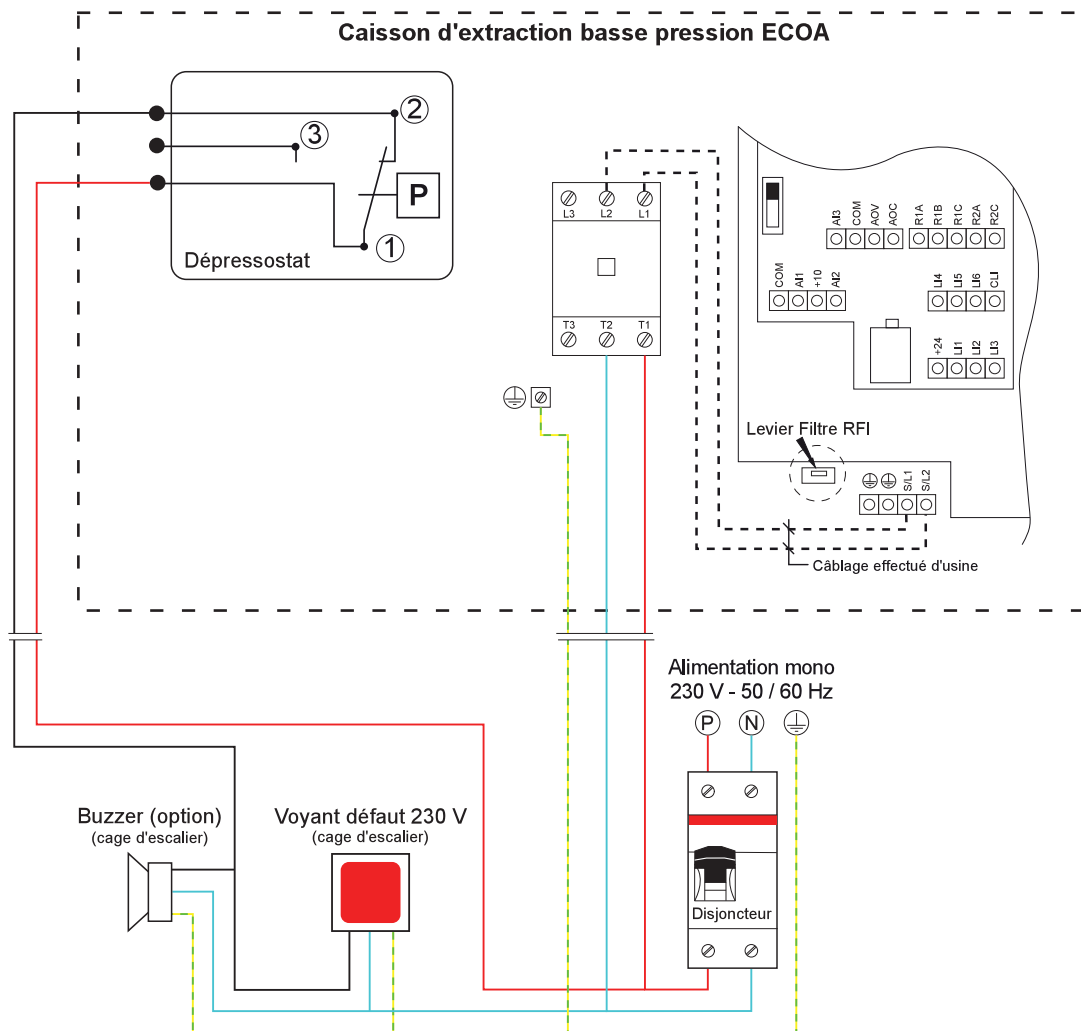 Caisson d'extraction basse pression ECOA
2
3
P
1
Dépressostat
L3 L2 L1
T3 T2 T1
AI3 COM AOV AOC R1A R1B R1C R2A R2C
COM AI1 +10 AI2
LI4 LI5 LI6 CLI
+24 LI1 LI2 LI3
Levier Filtre RFI
S/L1 S/L2
Câblage effectué d'usine
Alimentation mono
230 V - 50 / 60 Hz
P N
Buzzer (option)
(cage d'escalier)
Voyant défaut 230 V
(cage d'escalier)
Disjoncteur